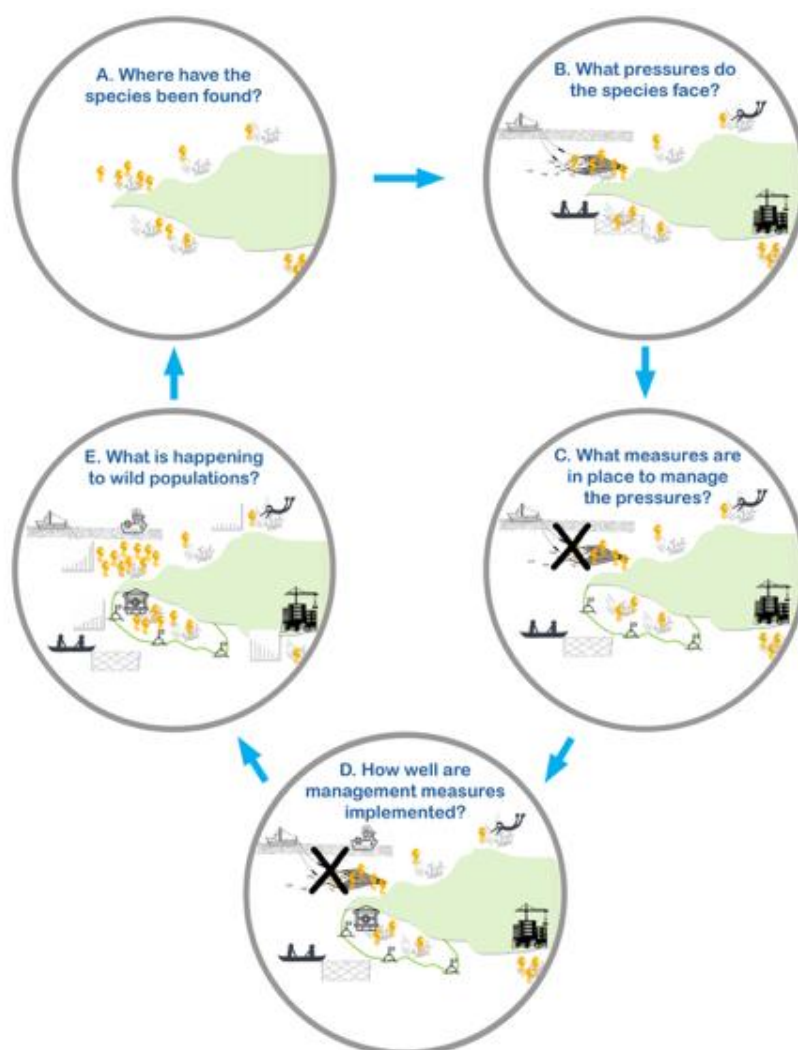 A. Where have the
species been found?
B. What pressures do
the species face?
C. What measures are
in place to manage
the pressures?
D. How well are
management measures
implemented?
E. What is happening
to wild populations?